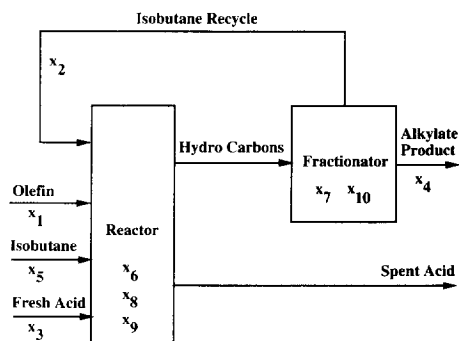 Isobutane Recycle
x2
Hydro Carbons
Fractionator
x7 x10
Alkylate
Product
x4
Olefin
x1
Reactor
Isobutane
x5
x6
Spent Acid
x8
Fresh Acid
x3
x9